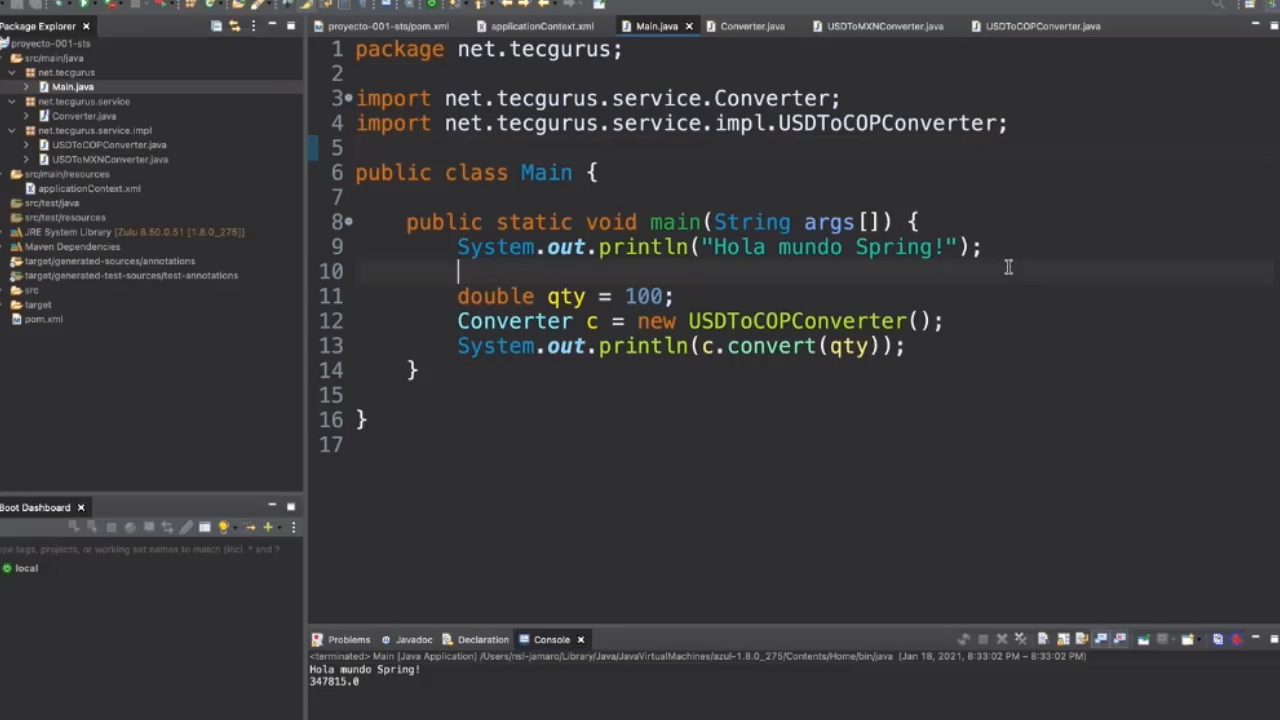 Package Explorer
proyecto-001-sts/pom.xml
applicationContext.xml
Main.java
Converter.java
USDToMXNConverter.java
USDToCOPConverter.java
proyecto-001-sts
src/main/java
net.tecgurus
Main.java
net.tecgurus.service
Converter.java
net.tecgurus.service.impl
USDToCOPConverter.java
USDToMXNConverter.java
src/main/resources
applicationContext.xml
src/test/java
src/test/resources
JRE System Library [Zulu 8.50.0.51 [1.8.0_275]]
Maven Dependencies
target/generated-sources/annotations
target/generated-test-sources/test-annotations
src
target
pom.xml
1 package net.tecgurus;
2
3 import net.tecgurus.service.Converter;
4 import net.tecgurus.service.impl.USDToCOPConverter;
5
6 public class Main {
7
8 public static void main(String args[]) {
9 System.out.println("Hola mundo Spring!");
10
11 double qty = 100;
12 Converter c = new USDToCOPConverter();
13 System.out.println(c.convert(qty));
14 }
15
16 }
17
Boot Dashboard
ype tags, projects, or working set names to match (incl. * and ?
local
Problems
Javadoc
Declaration
Console
<terminated> Main [Java Application] /Users/nsl-jamaro/Library/Java/JavaVirtualMachines/azul-1.8.0_275/Contents/Home/bin/java (Jan 18, 2021, 8:33:02 PM – 8:33:02 PM)
Hola mundo Spring!
347815.0